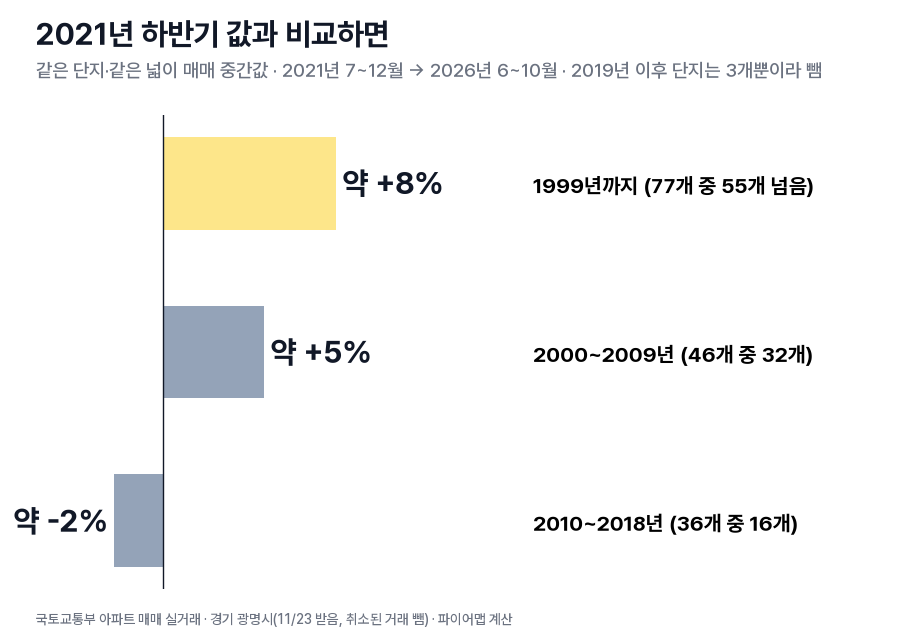 2021년 하반기 값과 비교하면
같은 단지·같은 넓이 매매 중간값 · 2021년 7~12월 → 2026년 6~10월 · 2019년 이후 단지는 3개뿐이라 뺌
약 +8%
1999년까지 (77개 중 55개 넘음)
약 +5%
2000~2009년 (46개 중 32개)
약 -2%
2010~2018년 (36개 중 16개)
국토교통부 아파트 매매 실거래 · 경기 광명시(11/23 받음, 취소된 거래 뺌) · 파이어맵 계산